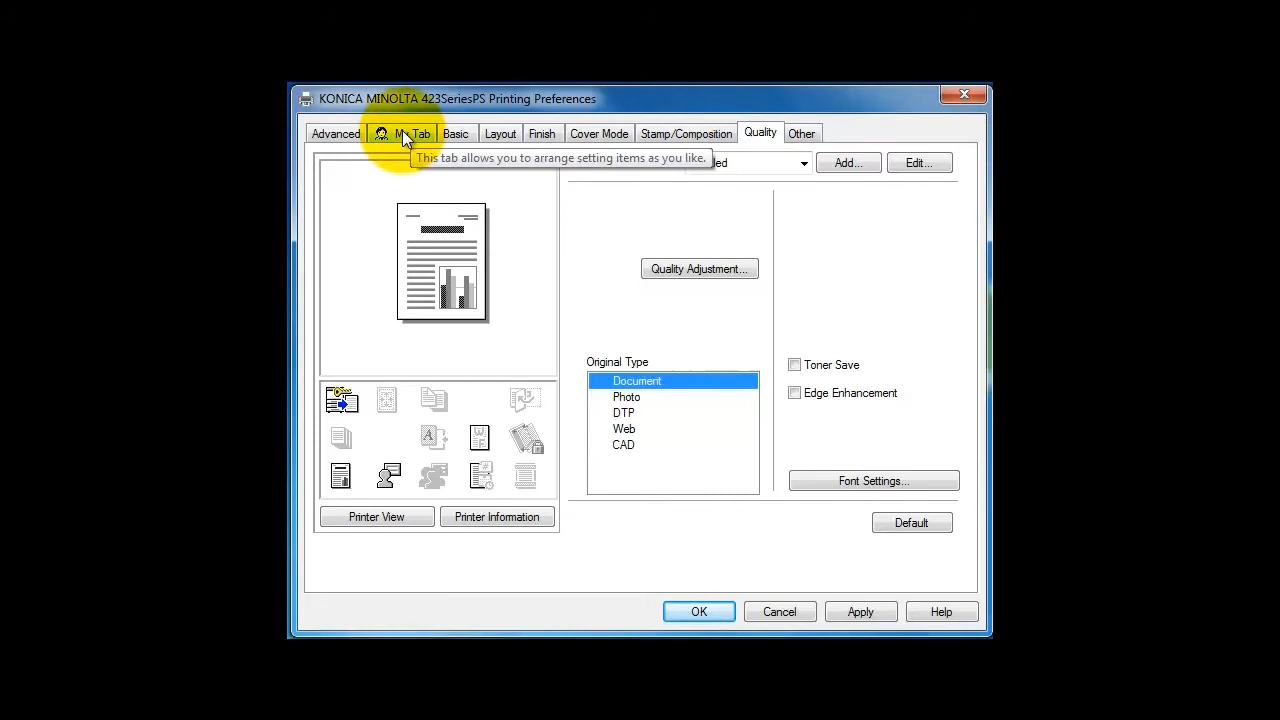 KONICA MINOLTA 423SeriesPS Printing Preferences
Advanced My Tab Basic Layout Finish Cover Mode Stamp/Composition Quality Other
This tab allows you to arrange setting items as you like.
Add... Edit...
Quality Adjustment...
Original Type
Document
Photo
DTP
Web
CAD
Toner Save
Edge Enhancement
Font Settings...
Printer View Printer Information
Default
OK Cancel Apply Help